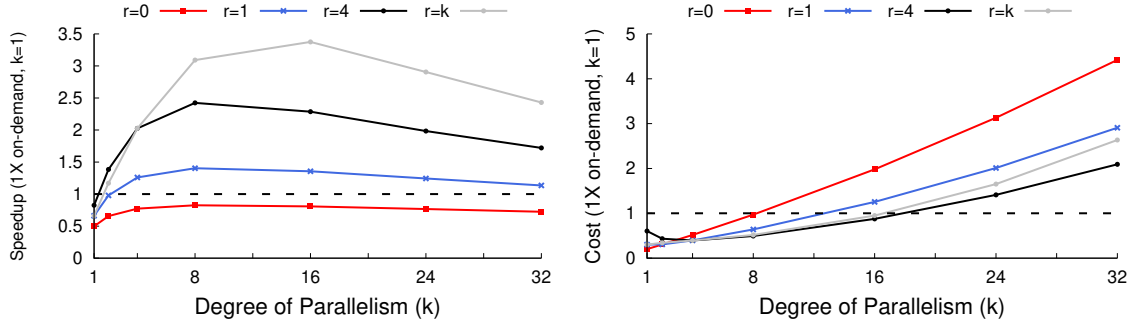 r=0 r=1 r=4 r=k
Speedup (1X on-demand, k=1)
3.5
3
2.5
2
1.5
1
0.5
0
1 8 16 24 32
Degree of Parallelism (k)
r=0 r=1 r=4 r=k
Cost (1X on-demand, k=1)
5
4
3
2
1
0
1 8 16 24 32
Degree of Parallelism (k)